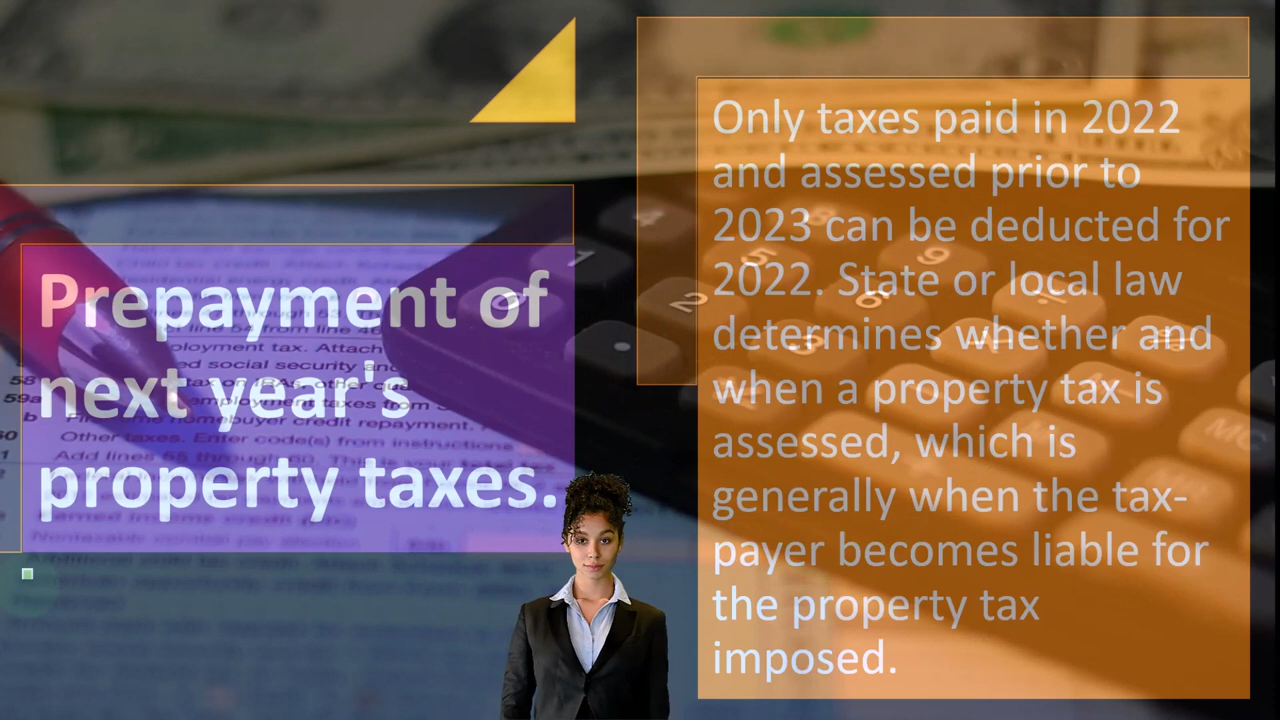 Prepayment of
next year's
property taxes.
Only taxes paid in 2022
and assessed prior to
2023 can be deducted for
2022. State or local law
determines whether and
when a property tax is
assessed, which is
generally when the tax-
payer becomes liable for
the property tax
imposed.